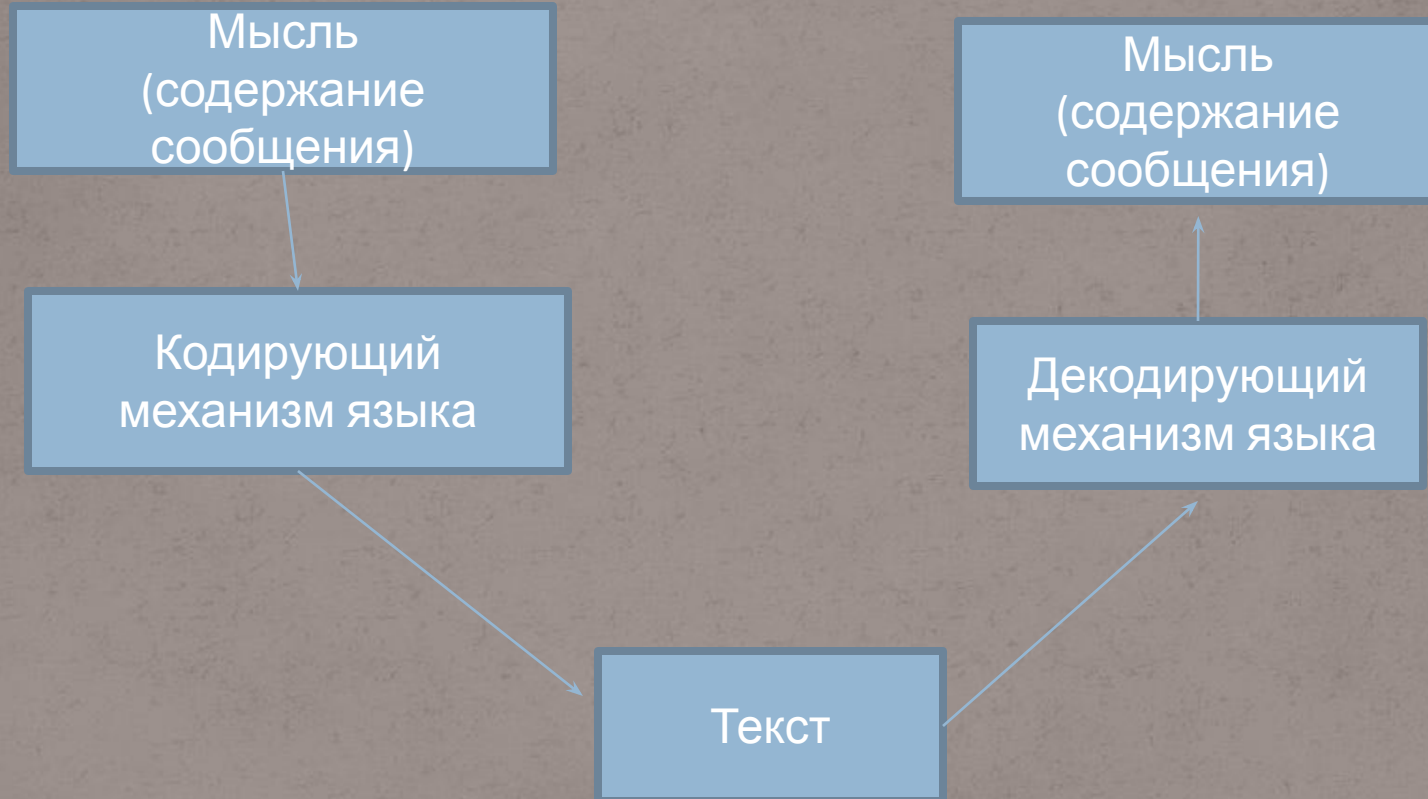 Мысль
(содержание
сообщения)
Кодирующий
механизм языка
Текст
Декодирующий
механизм языка
Мысль
(содержание
сообщения)